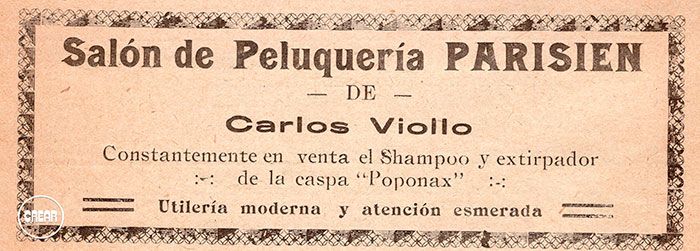 Salón de Peluquería PARISIEN
— DE —
Carlos Viollo
Constantemente en venta el Shampoo y extirpador
:-: de la caspa "Poponax" :-:
Utilería moderna y atención esmerada
CREAR